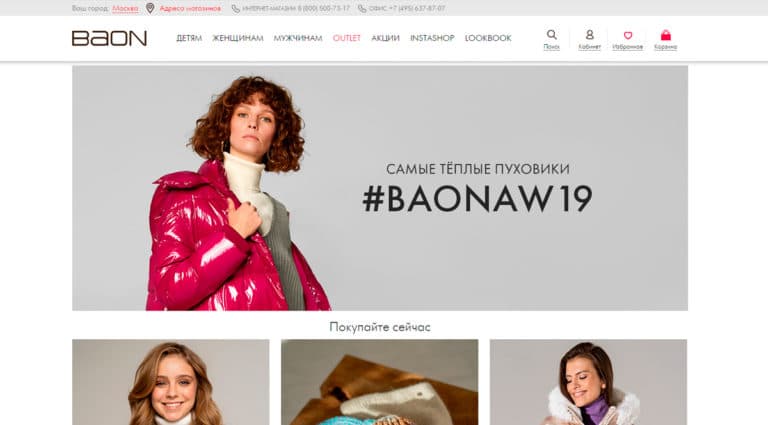 Ваш город: Москва Адреса магазинов ИНТЕРНЕТ-МАГАЗИН 8 (800) 500-73-17 ОФИС +7 (495) 637-87-07
BAON ДЕТЯМ ЖЕНЩИНАМ МУЖЧИНАМ OUTLET АКЦИИ INSTASHOP LOOKBOOK Поиск Кабинет Избранное Корзина
САМЫЕ ТЁПЛЫЕ ПУХОВИКИ
#BAONAW19
Покупайте сейчас